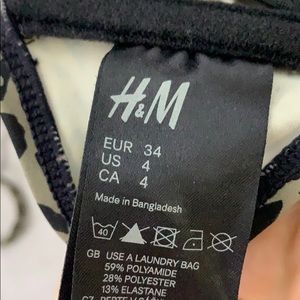 H&M
EUR 34
US 4
CA 4
Made in Bangladesh
40
GB USE A LAUNDRY BAG
59% POLYAMIDE
28% POLYESTER
13% ELASTANE